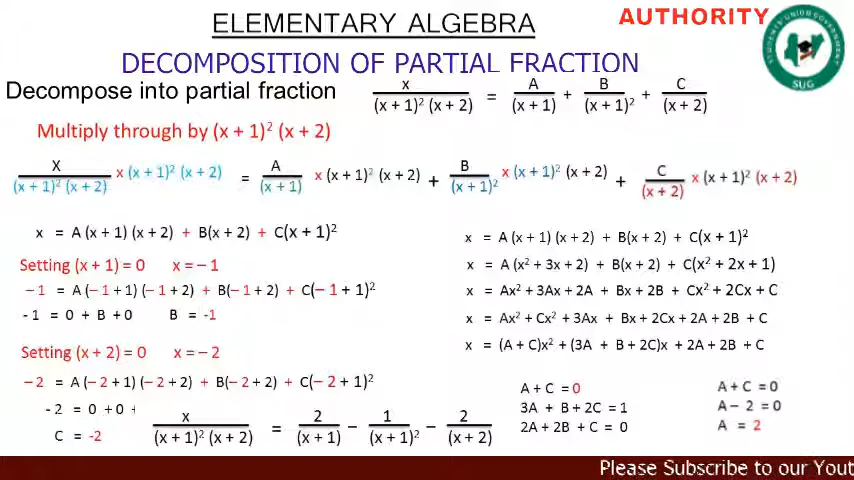 ELEMENTARY ALGEBRA
AUTHORITY
STUDENTS UNION GOVERNMENT
SUG
DECOMPOSITION OF PARTIAL FRACTION
Decompose into partial fraction x / (x + 1)² (x + 2) = A / (x + 1) + B / (x + 1)² + C / (x + 2)
Multiply through by (x + 1)² (x + 2)
X / (x + 1)² (x + 2) x (x + 1)² (x + 2) = A / (x + 1) x (x + 1)² (x + 2) + B / (x + 1)² x (x + 1)² (x + 2) + C / (x + 2) x (x + 1)² (x + 2)
x = A (x + 1) (x + 2) + B(x + 2) + C(x + 1)²
Setting (x + 1) = 0 x = – 1
– 1 = A (– 1 + 1) (– 1 + 2) + B(– 1 + 2) + C(– 1 + 1)²
- 1 = 0 + B + 0 B = -1
Setting (x + 2) = 0 x = – 2
– 2 = A (– 2 + 1) (– 2 + 2) + B(– 2 + 2) + C(– 2 + 1)²
- 2 = 0 + 0 +
C = -2
x / (x + 1)² (x + 2) = 2 / (x + 1) – 1 / (x + 1)² – 2 / (x + 2)
x = A (x + 1) (x + 2) + B(x + 2) + C(x + 1)²
x = A (x² + 3x + 2) + B(x + 2) + C(x² + 2x + 1)
x = Ax² + 3Ax + 2A + Bx + 2B + Cx² + 2Cx + C
x = Ax² + Cx² + 3Ax + Bx + 2Cx + 2A + 2B + C
x = (A + C)x² + (3A + B + 2C)x + 2A + 2B + C
A + C = 0
3A + B + 2C = 1
2A + 2B + C = 0
A + C = 0
A – 2 = 0
A = 2
Please Subscribe to our Yout